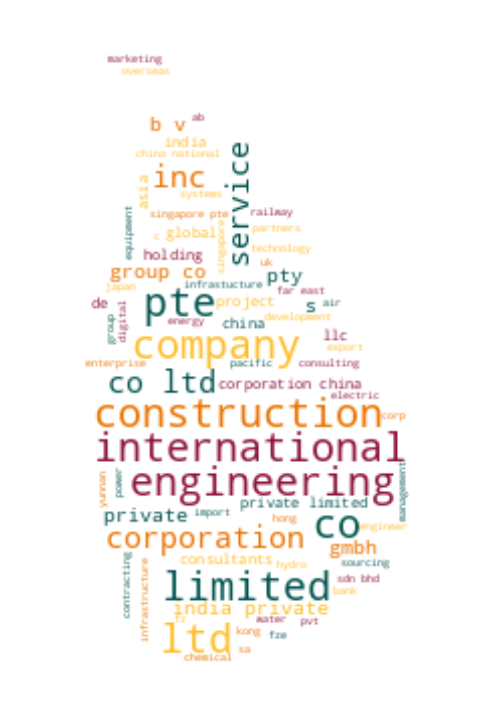 marketing
overseas
ab
b v
india
china national
service
inc
asia
systems
equipment
singapore pte
railway
c
global
singapore
partners
technology
holding
uk
group co
pty
infrastucture
japan
far east
de
pte
project
s
air
group
digital
energy
china
development
company
llc
export
enterprise
pacific
consulting
co ltd
corporation china
electric
construction
corp
international
engineering
yunnan
power
management
private limited
private
import
hong
co
engineer
corporation
gmbh
contracting
consultants
hydro
sourcing
infrastructure
limited
sdn bhd
bank
india private
fz
water
pvt
ltd
kong
fze
sa
chemical